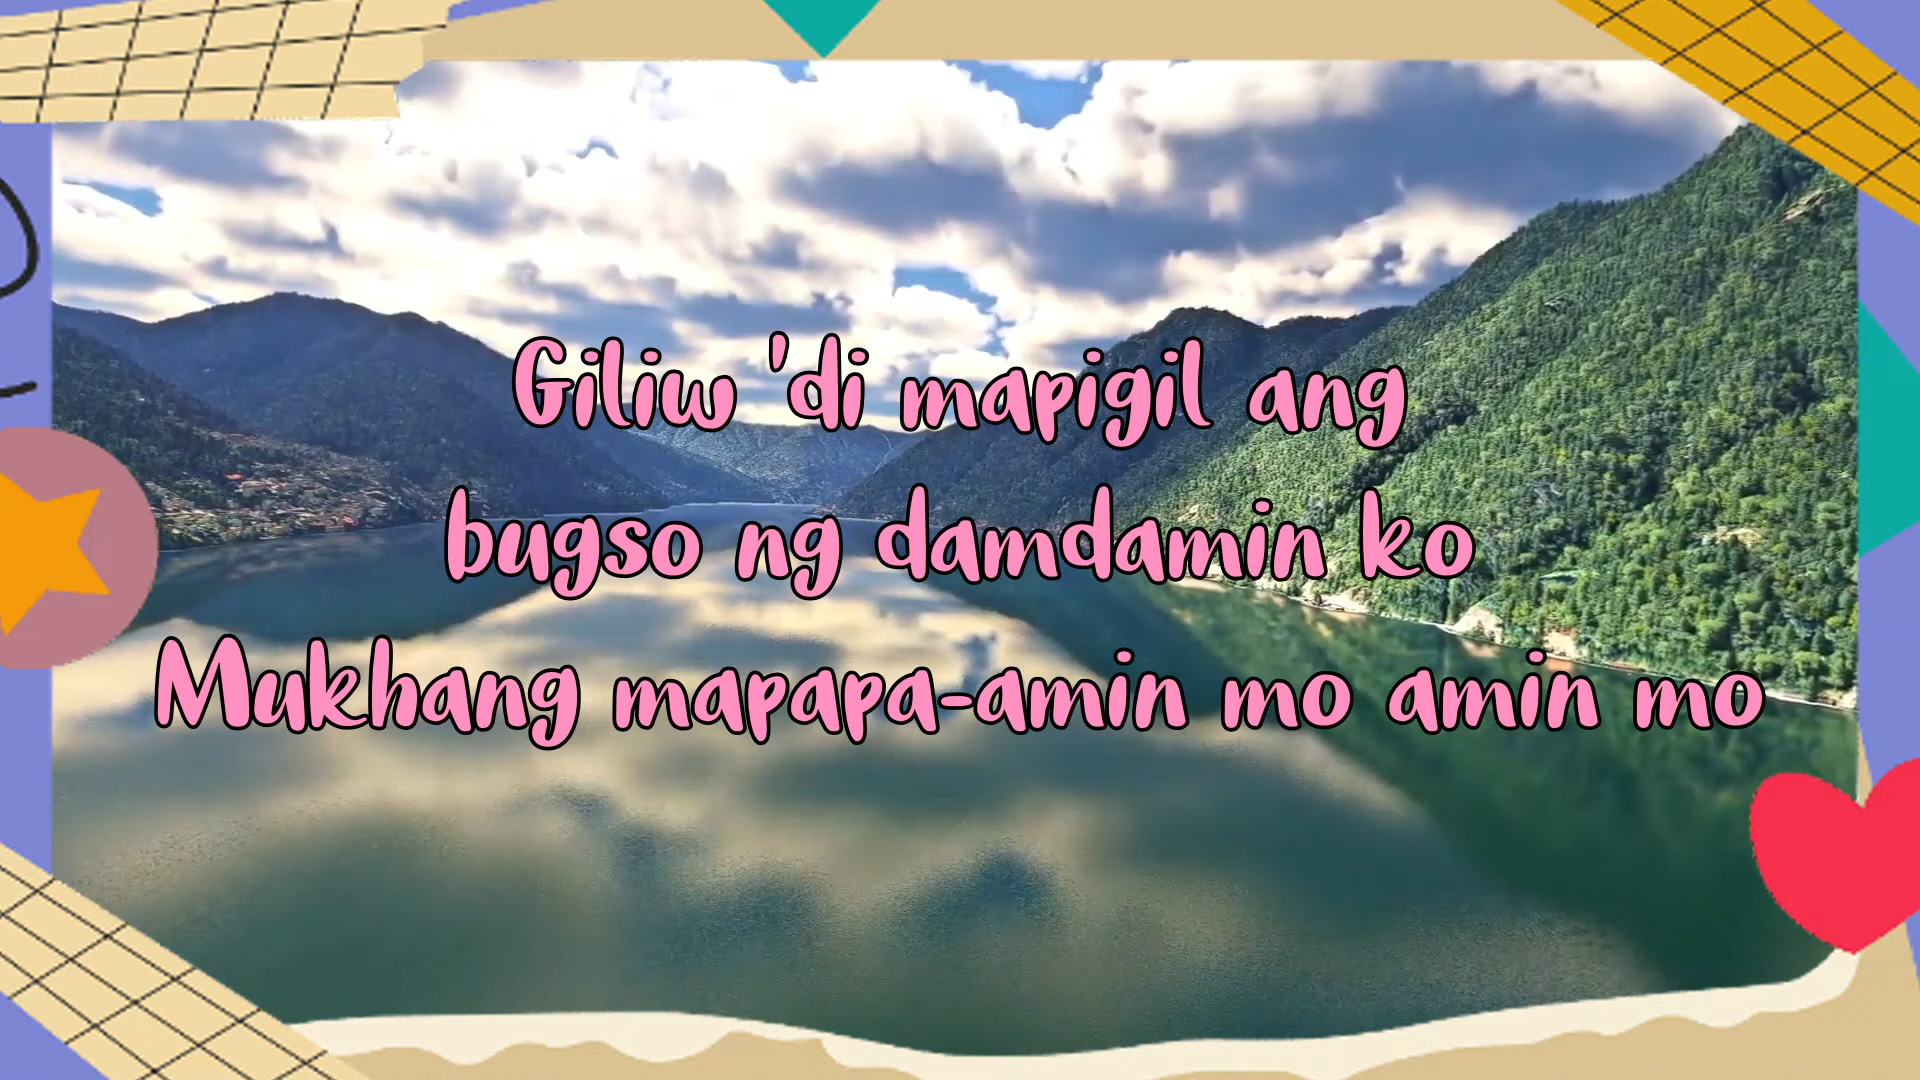 Giliw 'di mapigil ang
bugso ng damdamin ko
Mukhang mapapa-amin mo amin mo